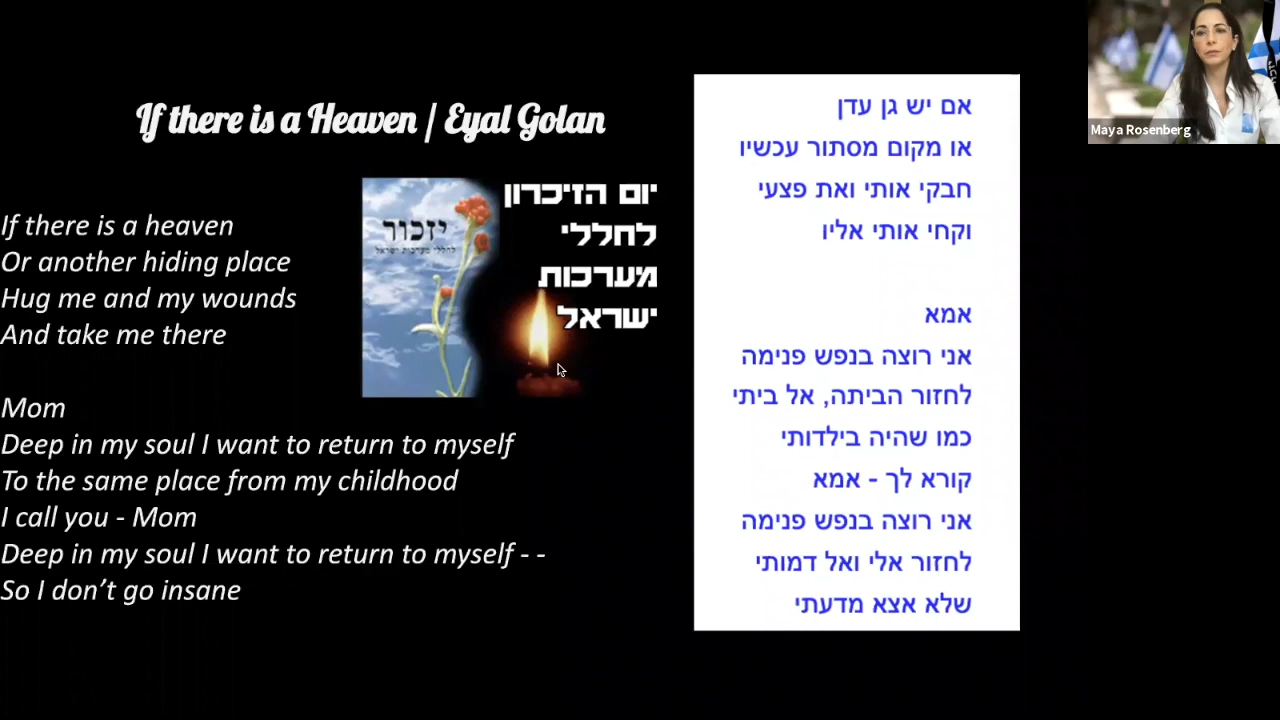 If there is a Heaven / Eyal Golan
If there is a heaven
Or another hiding place
Hug me and my wounds
And take me there
Mom
Deep in my soul I want to return to myself
To the same place from my childhood
I call you - Mom
Deep in my soul I want to return to myself - -
So I don’t go insane
יזכור
לחללי מערכות ישראל
יום הזיכרון
לחללי
מערכות
ישראל
אם יש גן עדן
או מקום מסתור עכשיו
חבקי אותי ואת פצעי
וקחי אותי אליו
אמא
אני רוצה בנפש פנימה
לחזור הביתה, אל ביתי
כמו שהיה בילדותי
קורא לך - אמא
אני רוצה בנפש פנימה
לחזור אלי ואל דמותי
שלא אצא מדעתי
Maya Rosenberg